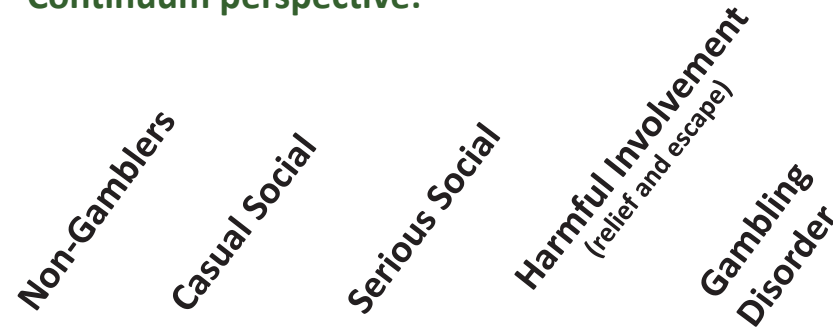 Continuum perspective:
Non-Gamblers
Casual Social
Serious Social
Harmful Involvement
(relief and escape)
Gambling
Disorder